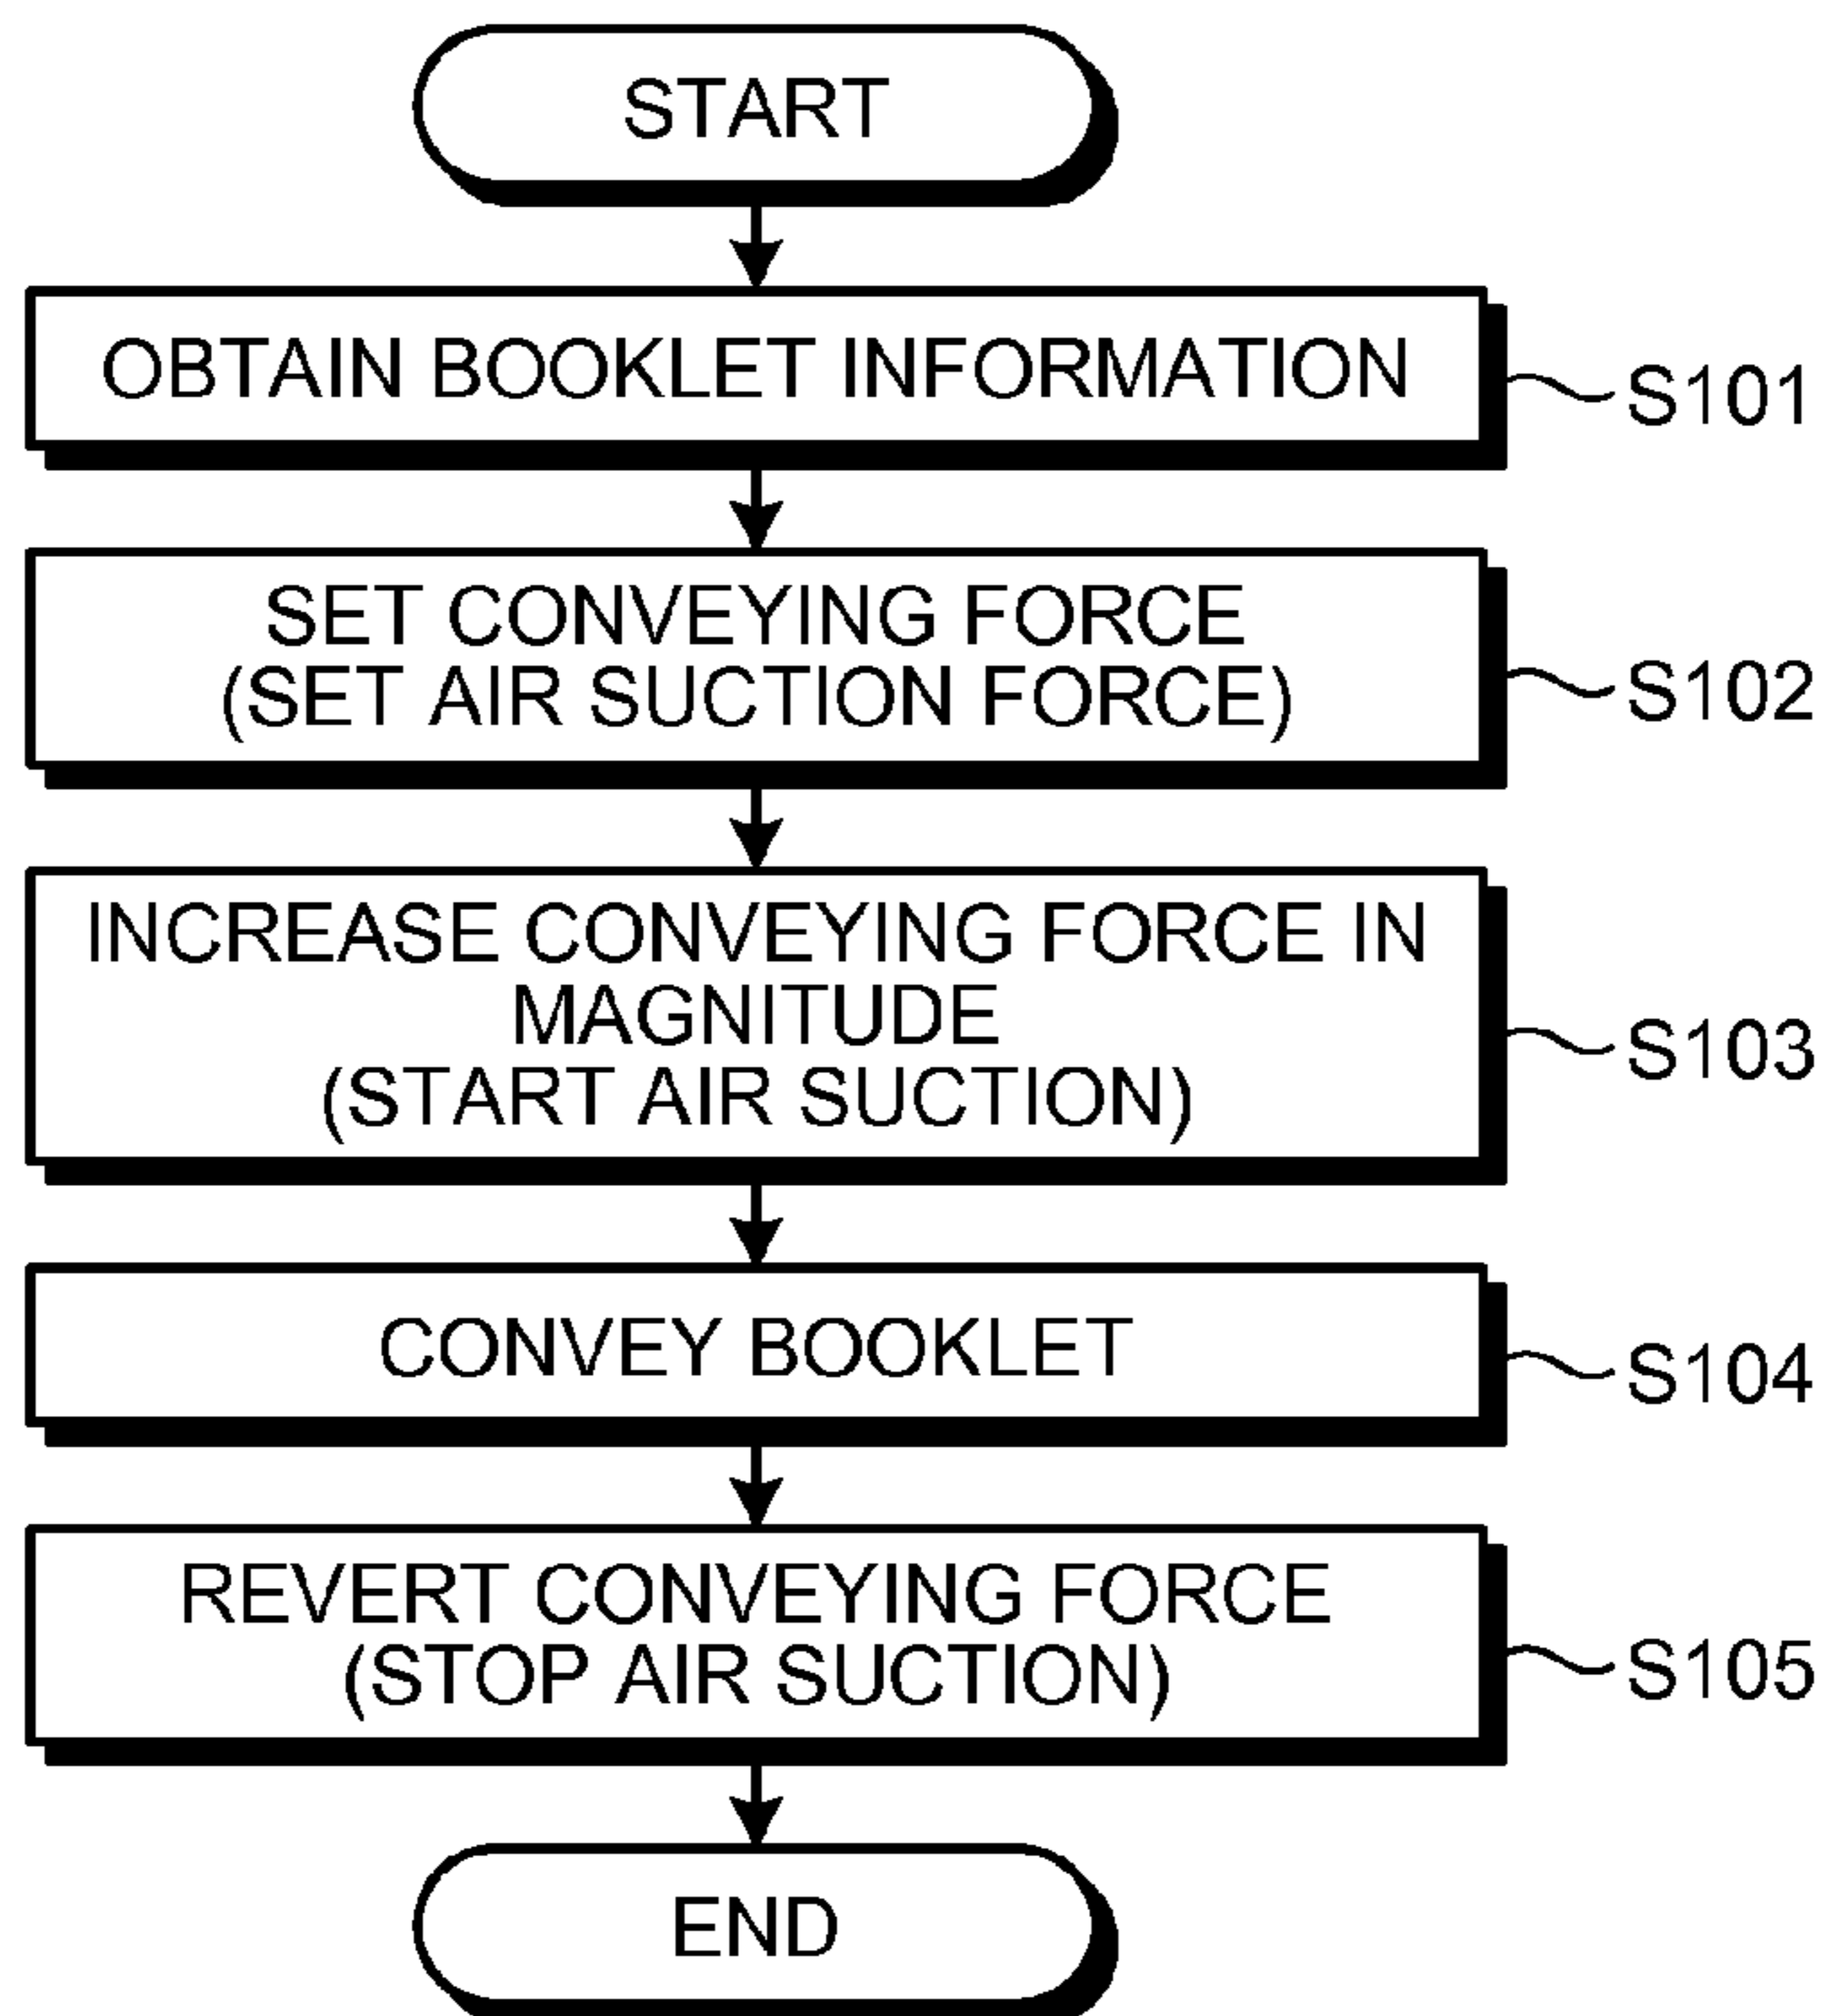 START
OBTAIN BOOKLET INFORMATION
S101
SET CONVEYING FORCE
(SET AIR SUCTION FORCE)
S102
INCREASE CONVEYING FORCE IN
MAGNITUDE
(START AIR SUCTION)
S103
CONVEY BOOKLET
S104
REVERT CONVEYING FORCE
(STOP AIR SUCTION)
S105
END